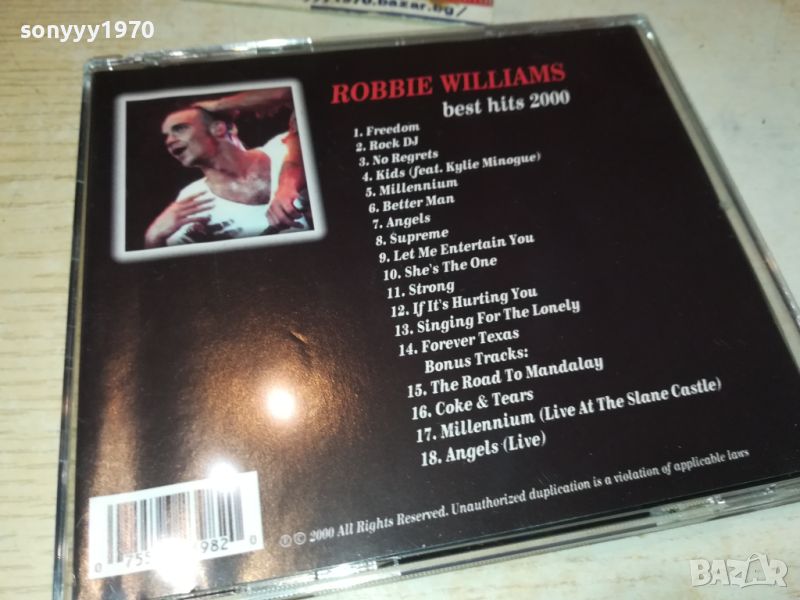 sonyyy1970
1970.bazar.bg/
ROBBIE WILLIAMS
best hits 2000
1. Freedom
2. Rock DJ
3. No Regrets
4. Kids (feat. Kylie Minogue)
5. Millennium
6. Better Man
7. Angels
8. Supreme
9. Let Me Entertain You
10. She's The One
11. Strong
12. If It's Hurting You
13. Singing For The Lonely
14. Forever Texas
Bonus Tracks:
15. The Road To Mandalay
16. Coke & Tears
17. Millennium (Live At The Slane Castle)
18. Angels (Live)
℗ © 2000 All Rights Reserved. Unauthorized duplication is a violation of applicable laws
BAZAR